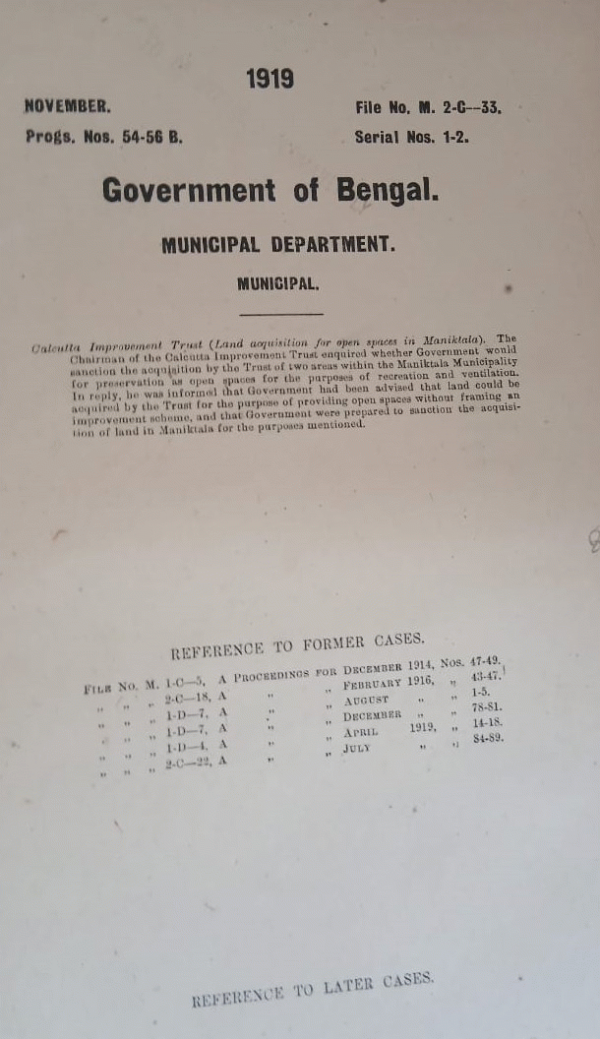 1919
NOVEMBER. File No. M. 2-C—33.
Progs. Nos. 54-56 B. Serial Nos. 1-2.
Government of Bengal.
MUNICIPAL DEPARTMENT.
MUNICIPAL.
Calcutta Improvement Trust (Land acquisition for open spaces in Maniktala). The
Chairman of the Calcutta Improvement Trust enquired whether Government would
sanction the acquisition by the Trust of two areas within the Maniktala Municipality
for preservation as open spaces for the purposes of recreation and ventilation.
In reply, he was informed that Government had been advised that land could be
acquired by the Trust for the purpose of providing open spaces without framing an
improvement scheme, and that Government were prepared to sanction the acquisi-
tion of land in Maniktala for the purposes mentioned.
REFERENCE TO FORMER CASES.
FILE NO. M. 1-C—5, A PROCEEDINGS FOR DECEMBER 1914, NOS. 47-49.
„ „ „ 2-C—18, A „ „ FEBRUARY 1916, „ 43-47.
„ „ „ 1-D—7, A „ „ AUGUST „ „ 1-5.
„ „ „ 1-D—7, A „ „ DECEMBER „ „ 78-81.
„ „ „ 1-D—4, A „ „ APRIL 1919, „ 14-18.
„ „ „ 2-C—22, A „ „ JULY „ „ 84-89.
REFERENCE TO LATER CASES.